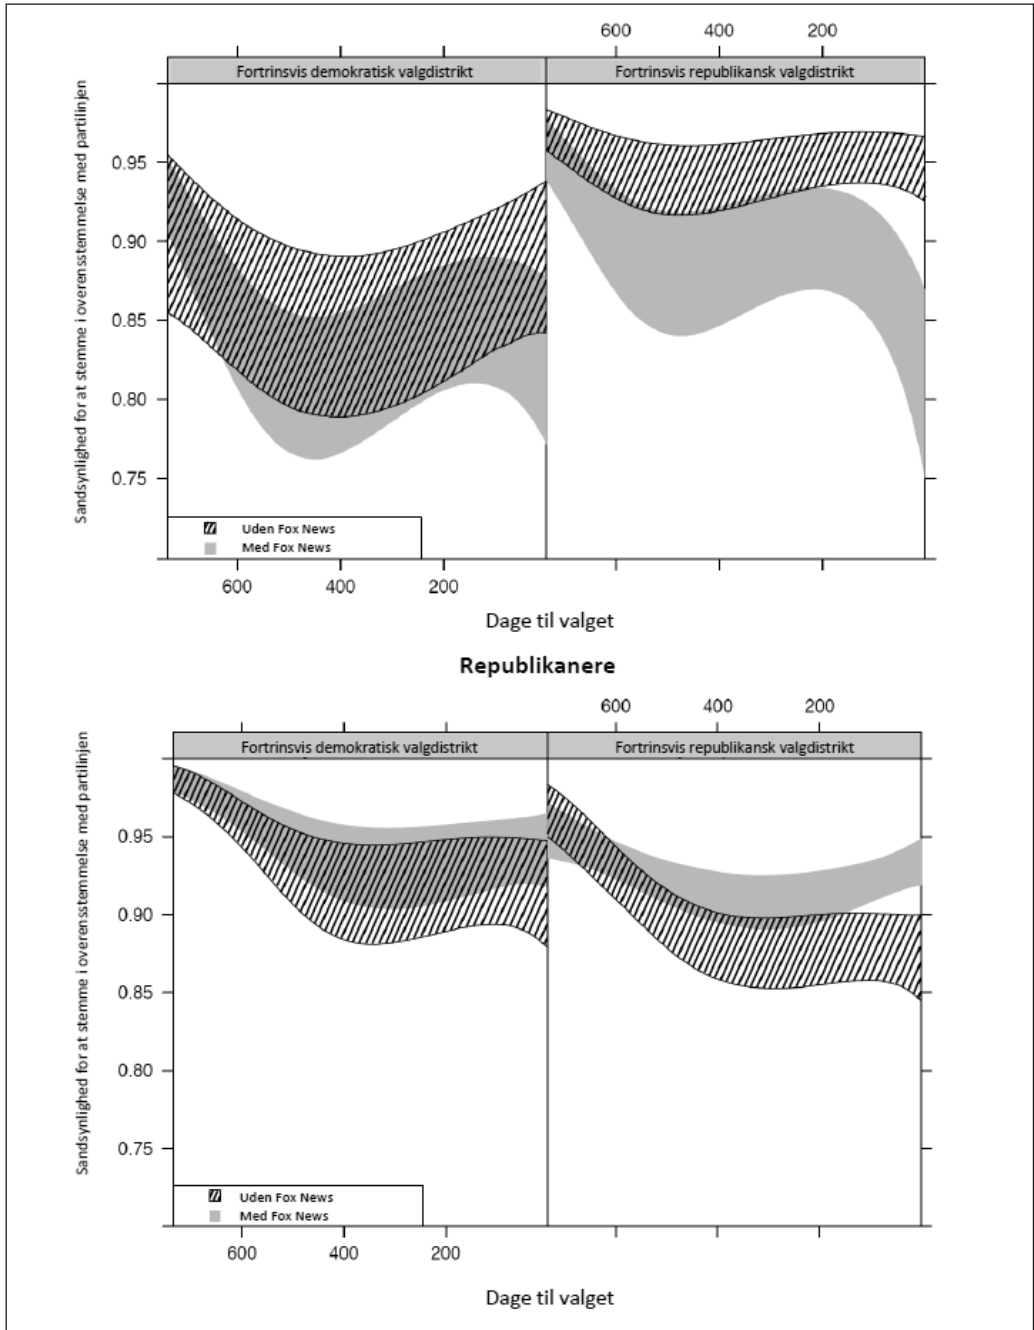 600 400 200
Fortrinsvis demokratisk valgdistrikt Fortrinsvis republikansk valgdistrikt
Sandsynlighed for at stemme i overensstemmelse med partilinjen
0.95
0.90
0.85
0.80
0.75
Uden Fox News
Med Fox News
600 400 200
Dage til valget
Republikanere
600 400 200
Fortrinsvis demokratisk valgdistrikt Fortrinsvis republikansk valgdistrikt
Sandsynlighed for at stemme i overensstemmelse med partilinjen
0.95
0.90
0.85
0.80
0.75
Uden Fox News
Med Fox News
600 400 200
Dage til valget